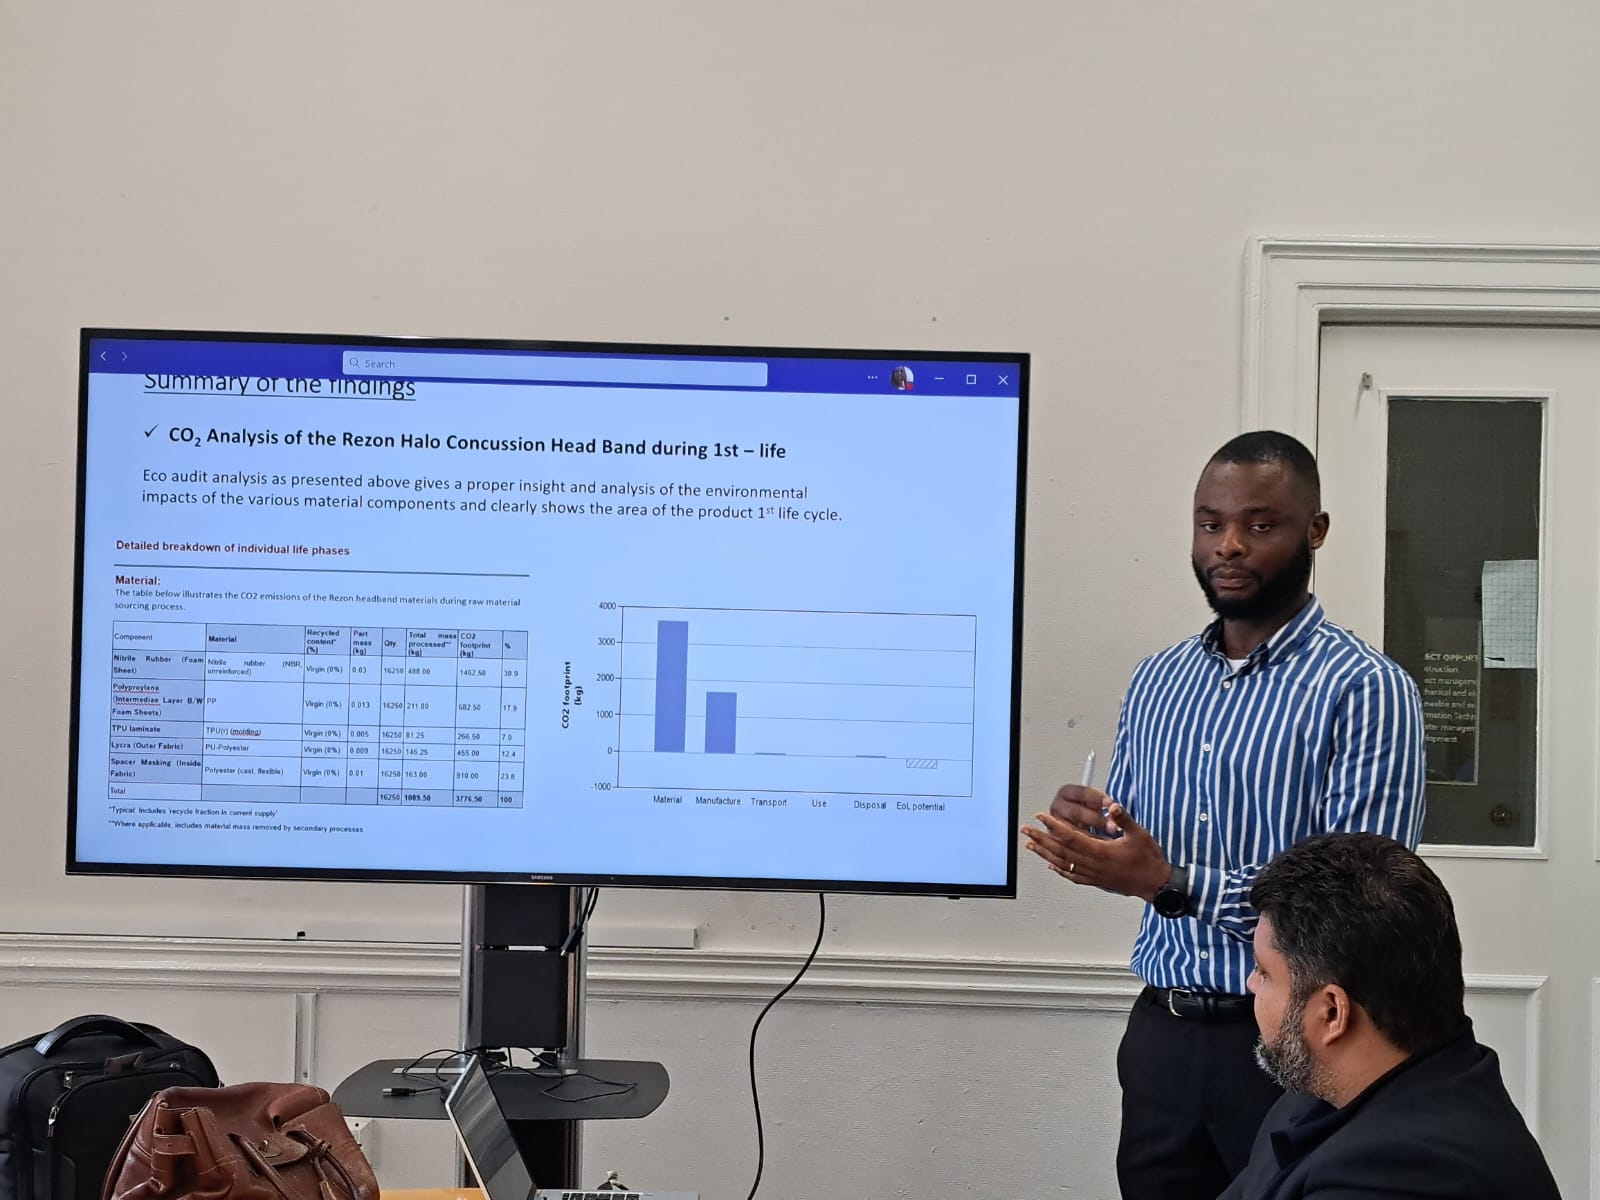 Search
Summary of the findings
✓ CO2 Analysis of the Rezon Halo Concussion Head Band during 1st – life
Eco audit analysis as presented above gives a proper insight and analysis of the environmental
impacts of the various material components and clearly shows the area of the product 1st life cycle.
Detailed breakdown of individual life phases
Material:
The table below illustrates the CO2 emissions of the Rezon headband materials during raw material
sourcing process.
Component Material Recycled content* (%) Part mass (kg) Qty. Total mass processed** (kg) CO2 footprint (kg) %
Nitrile Rubber (Foam Sheet) Nitrile rubber (NBR, unreinforced) Virgin (0%) 0.03 16250 488.00 1462.50 38.9
Polyproylene (Intermediae Layer B/W Foam Sheets) PP Virgin (0%) 0.013 16250 211.00 682.50 17.9
TPU laminate TPU(r) (molding) Virgin (0%) 0.005 16250 81.25 266.50 7.0
Lycra (Outer Fabric) PU-Polyester Virgin (0%) 0.009 16250 146.25 455.00 12.4
Spacer Masking (Inside Fabric) Polyester (cast, flexible) Virgin (0%) 0.01 16250 163.00 910.00 23.8
Total 16250 1089.50 3776.50 100
*Typical: Includes 'recycle fraction in current supply'
**Where applicable, includes material mass removed by secondary processes
CO2 footprint (kg)
4000
3000
2000
1000
0
-1000
Material Manufacture Transport Use Disposal EoL potential
SAMSUNG
ECT OPPORT
struction
ect managem